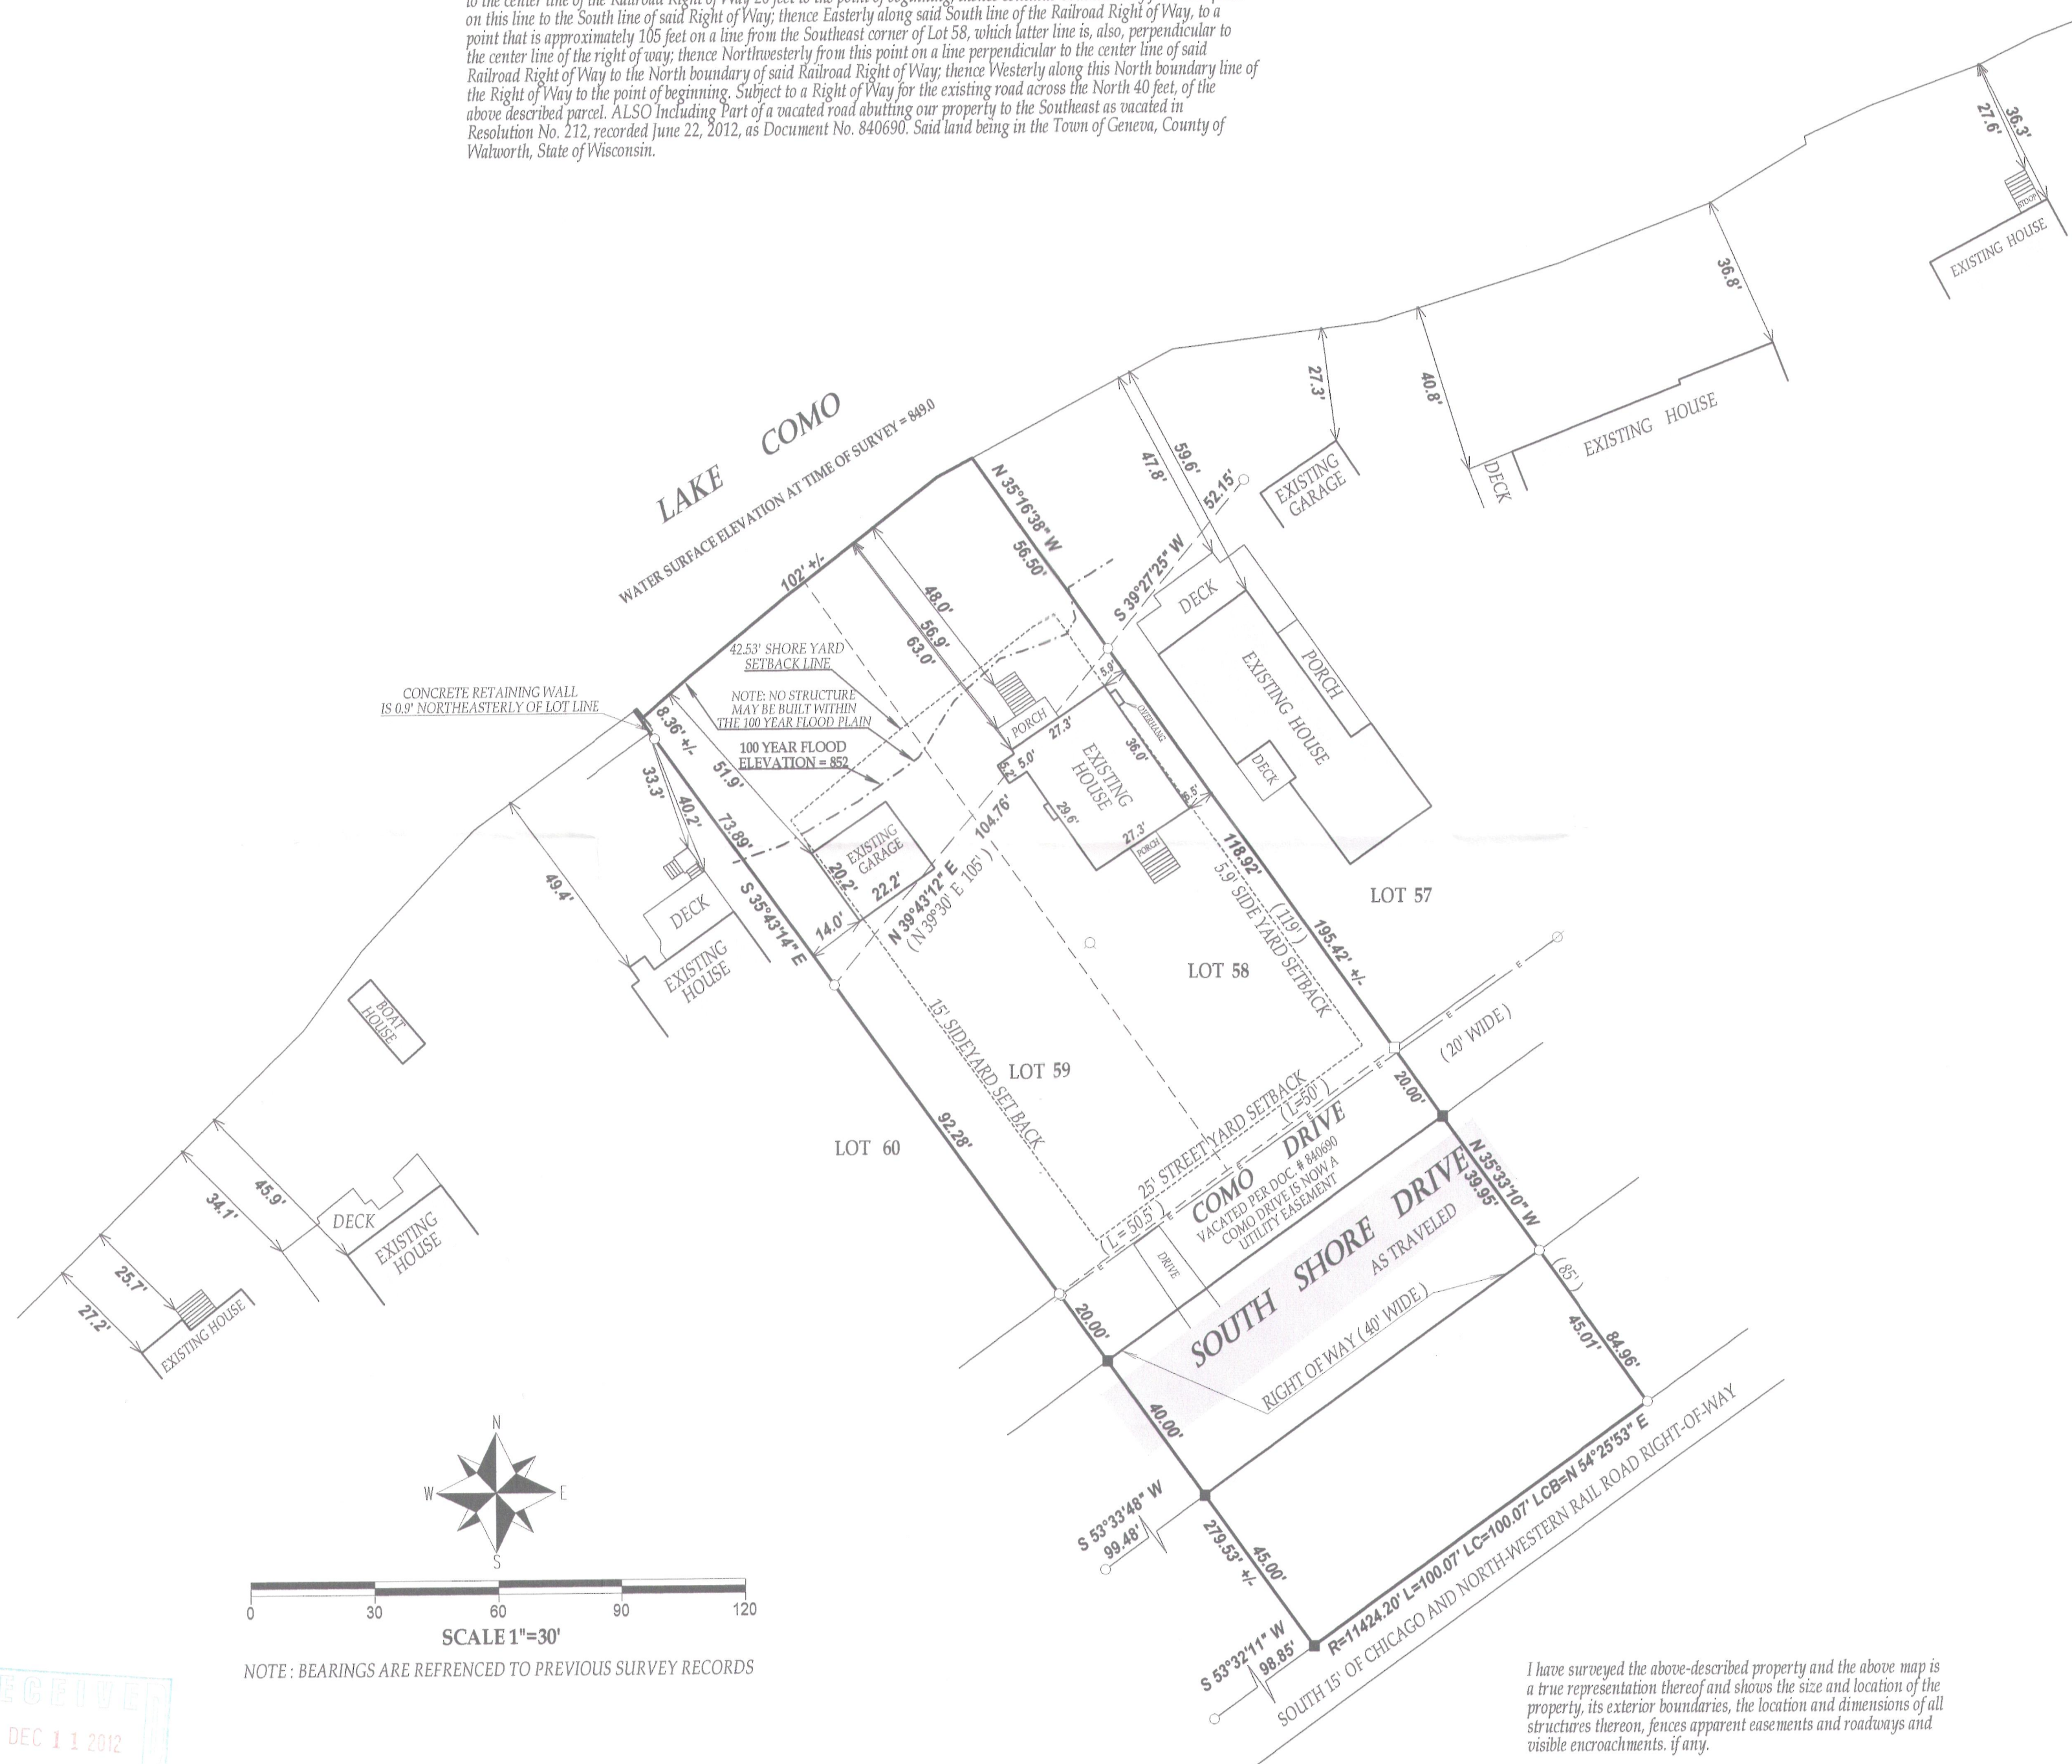 on this line to the South line of said Right of Way; thence Easterly along said South line of the Railroad Right of Way, to a
point that is approximately 105 feet on a line from the Southeast corner of Lot 58, which latter line is, also, perpendicular to
the center line of the right of way; thence Northwesterly from this point on a line perpendicular to the center line of said
Railroad Right of Way to the North boundary of said Railroad Right of Way; thence Westerly along this North boundary line of
the Right of Way to the point of beginning. Subject to a Right of Way for the existing road across the North 40 feet, of the
above described parcel. ALSO Including Part of a vacated road abutting our property to the Southeast as vacated in
Resolution No. 212, recorded June 22, 2012, as Document No. 840690. Said land being in the Town of Geneva, County of
Walworth, State of Wisconsin.
36.3'
27.6'
STOOP
EXISTING HOUSE
36.8'
40.8'
27.3'
EXISTING HOUSE
DECK
EXISTING
GARAGE
59.6'
47.8'
52.15'
LAKE COMO
WATER SURFACE ELEVATION AT TIME OF SURVEY = 849.0
102' +/-
N 35°16'38" W
56.50'
S 39°27'25" W
48.0'
56.9'
63.0'
42.53' SHORE YARD
SETBACK LINE
NOTE: NO STRUCTURE
MAY BE BUILT WITHIN
THE 100 YEAR FLOOD PLAIN
100 YEAR FLOOD
ELEVATION = 852
CONCRETE RETAINING WALL
IS 0.9' NORTHEASTERLY OF LOT LINE
8.36' +/-
51.9'
33.3'
40.2'
73.89'
S 35°43'14" E
DECK
PORCH
EXISTING HOUSE
DECK
5.9'
OVERHANG
PORCH
27.3'
36.0'
5.0'
5.2'
EXISTING
HOUSE
29.6'
27.3'
PORCH
EXISTING
GARAGE
20.2'
22.2'
14.0'
104.76'
N 39°43'12" E
(N 39°30' E 105')
49.4'
DECK
EXISTING
HOUSE
BOAT
HOUSE
118.92'
5.9' SIDE YARD SETBACK
(119')
195.42' +/-
LOT 57
LOT 58
LOT 59
LOT 60
15' SIDEYARD SET BACK
92.28'
25' STREET YARD SETBACK
(L=50')
(L=50.5')
E
E
E
E
E
E
(20' WIDE)
20.00'
COMO DRIVE
VACATED PER DOC. # 840690
COMO DRIVE IS NOW A
UTILITY EASEMENT
DRIVE
SOUTH SHORE DRIVE
AS TRAVELED
RIGHT OF WAY (40' WIDE)
N 35°33'10" W
39.95'
(85')
45.01'
84.96'
20.00'
40.00'
S 53°33'48" W
99.48'
279.53' +/-
45.00'
S 53°32'11" W
98.85'
R=11424.20' L=100.07' LC=100.07' LCB=N 54°25'53" E
SOUTH 15' OF CHICAGO AND NORTH-WESTERN RAIL ROAD RIGHT-OF-WAY
45.9'
34.1'
DECK
EXISTING
HOUSE
25.7'
27.2'
EXISTING HOUSE
N
W
E
S
0 30 60 90 120
SCALE 1"=30'
NOTE : BEARINGS ARE REFRENCED TO PREVIOUS SURVEY RECORDS
DEC 11 2012
I have surveyed the above-described property and the above map is
a true representation thereof and shows the size and location of the
property, its exterior boundaries, the location and dimensions of all
structures thereon, fences apparent easements and roadways and
visible encroachments. if any.